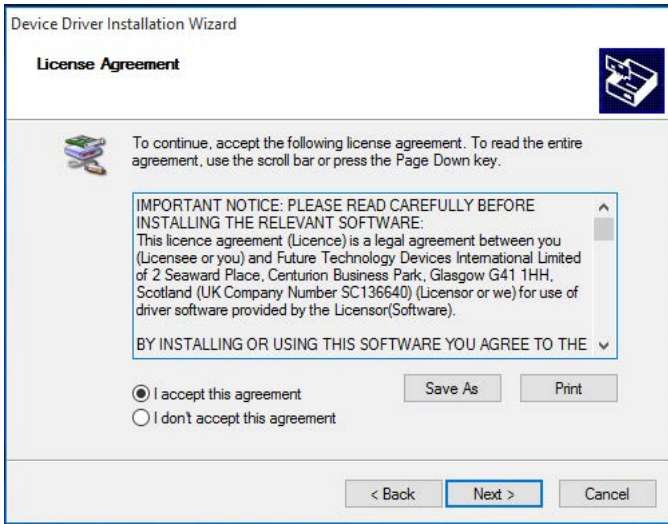 Device Driver Installation Wizard
License Agreement
To continue, accept the following license agreement. To read the entire
agreement, use the scroll bar or press the Page Down key.
IMPORTANT NOTICE: PLEASE READ CAREFULLY BEFORE
INSTALLING THE RELEVANT SOFTWARE:
This licence agreement (Licence) is a legal agreement between you
(Licensee or you) and Future Technology Devices International Limited
of 2 Seaward Place, Centurion Business Park, Glasgow G41 1HH,
Scotland (UK Company Number SC136640) (Licensor or we) for use of
driver software provided by the Licensor(Software).
BY INSTALLING OR USING THIS SOFTWARE YOU AGREE TO THE
I accept this agreement
Save As
Print
I don't accept this agreement
< Back
Next >
Cancel